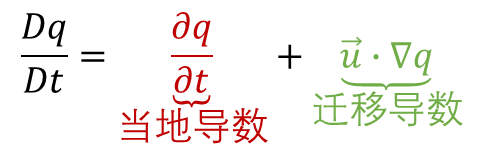 Dq/Dt = ∂q/∂t + u⃗ · ∇q
当地导数 迁移导数